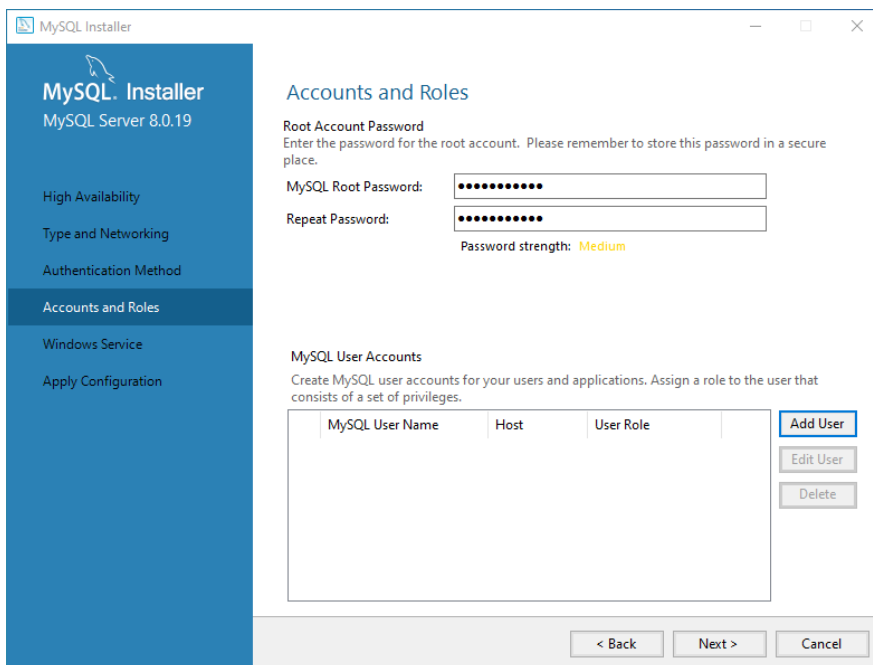 MySQL Installer
MySQL. Installer
MySQL Server 8.0.19
High Availability
Type and Networking
Authentication Method
Accounts and Roles
Windows Service
Apply Configuration
Accounts and Roles
Root Account Password
Enter the password for the root account.  Please remember to store this password in a secure
place.
MySQL Root Password: ●●●●●●●●●●●
Repeat Password: ●●●●●●●●●●●
Password strength: Medium
MySQL User Accounts
Create MySQL user accounts for your users and applications. Assign a role to the user that
consists of a set of privileges.
MySQL User Name Host User Role
Add User
Edit User
Delete
< Back Next > Cancel